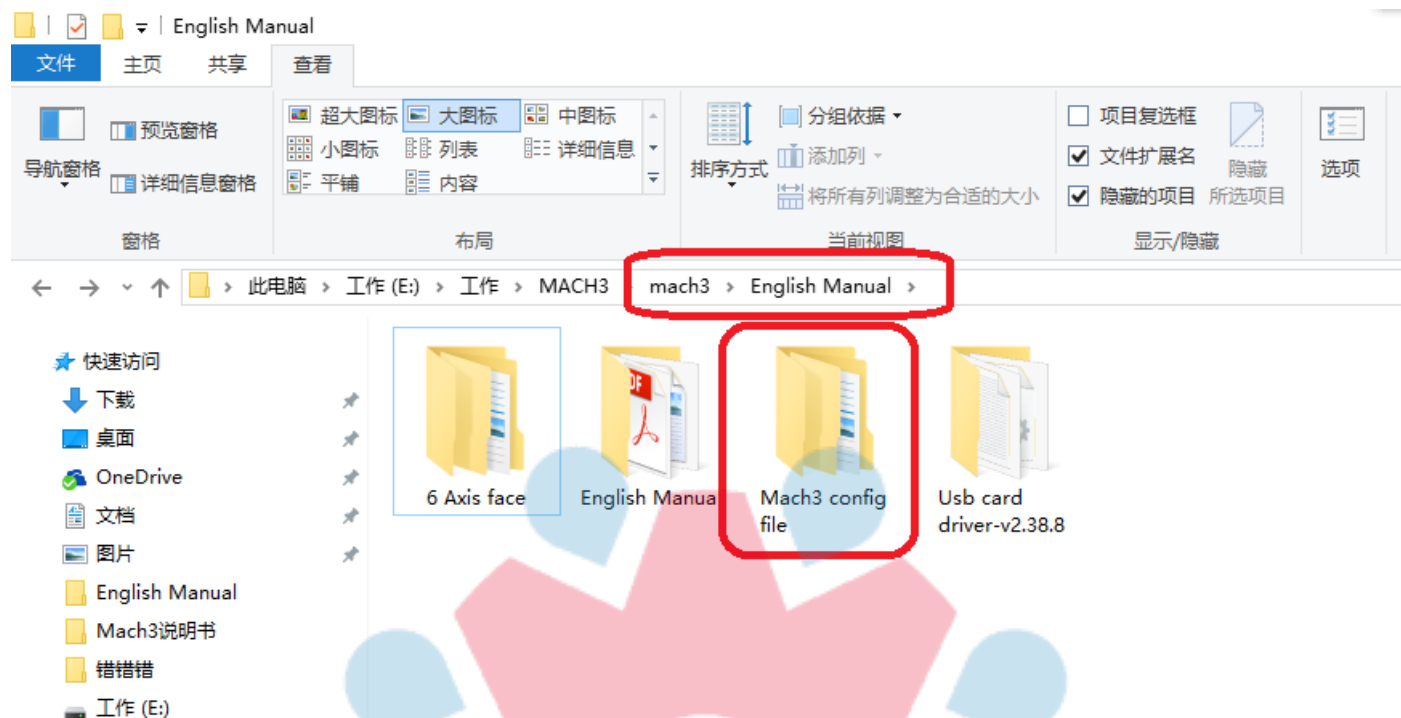 English Manual
文件 主页 共享 查看
超大图标 大图标 中图标
小图标 列表 详细信息
平铺 内容
导航窗格
预览窗格
详细信息窗格
排序方式
分组依据
添加列
将所有列调整为合适的大小
项目复选框
文件扩展名
隐藏的项目
隐藏
所选项目
选项
窗格 布局 当前视图 显示/隐藏
此电脑 › 工作 (E:) › 工作 › MACH3 mach3 › English Manual ›
快速访问
下载
桌面
OneDrive
文档
图片
English Manual
Mach3说明书
错错错
工作 (E:)
6 Axis face
PDF
English Manual
Mach3 config
file
Usb card
driver-v2.38.8